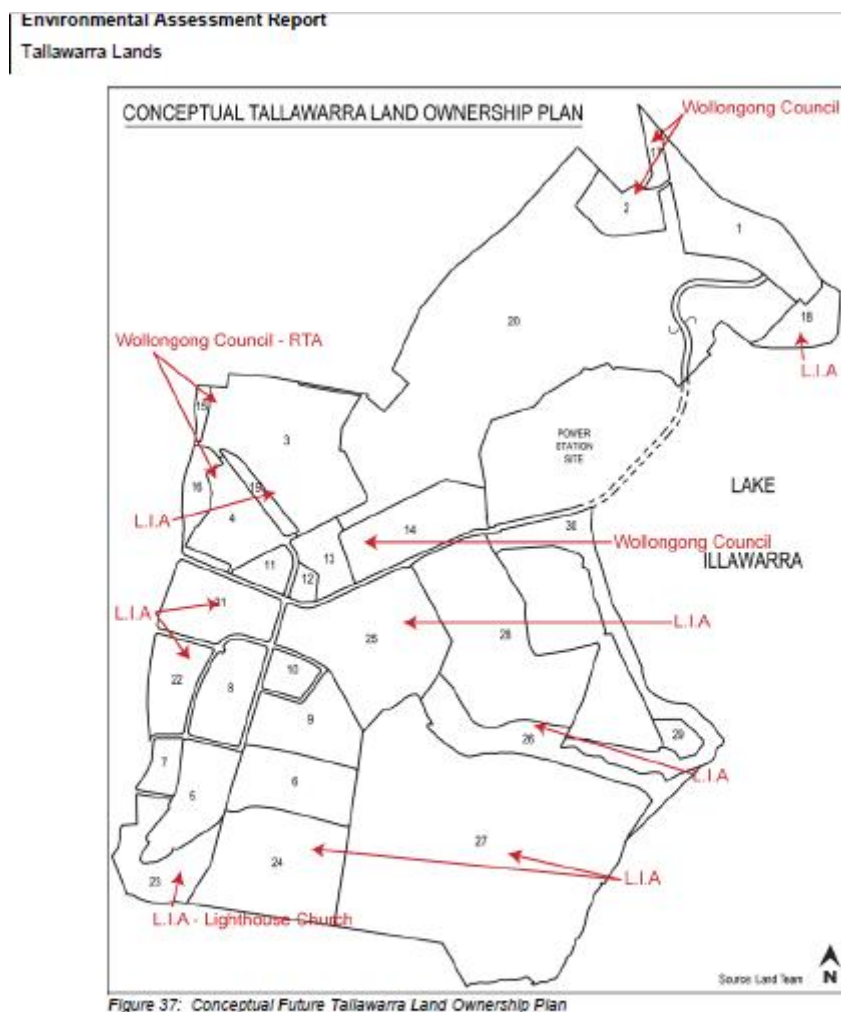 Environmental Assessment Report
Tallawarra Lands
CONCEPTUAL TALLAWARRA LAND OWNERSHIP PLAN
Wollongong Council
17
2
1
20
18
L.I.A
Wollongong Council - RTA
15
3
POWER
STATION
SITE
16
19
LAKE
4
L.I.A
14
30
13
Wollongong Council
ILLAWARRA
11
12
21
L.I.A
25
L.I.A
28
22
10
8
9
29
26
7
6
5
L.I.A
27
24
23
L.I.A
L.I.A - Lighthouse Church
Source: Land Team
N
Figure 37: Conceptual Future Tallawarra Land Ownership Plan